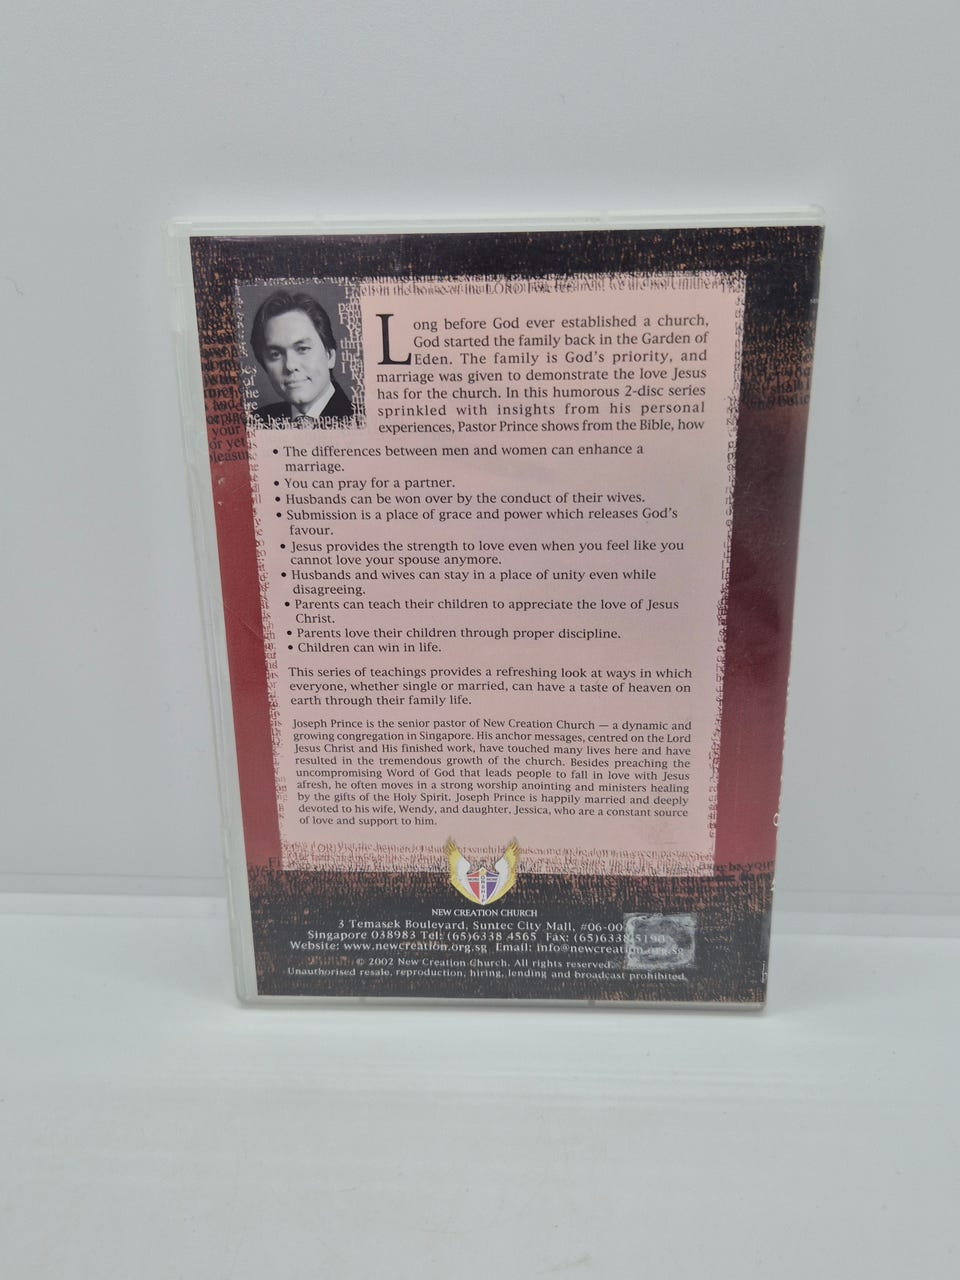 Long before God ever established a church,
God started the family back in the Garden of
Eden. The family is God's priority, and
marriage was given to demonstrate the love Jesus
has for the church. In this humorous 2-disc series
sprinkled with insights from his personal
experiences, Pastor Prince shows from the Bible, how
• The differences between men and women can enhance a
marriage.
• You can pray for a partner.
• Husbands can be won over by the conduct of their wives.
• Submission is a place of grace and power which releases God's
favour.
• Jesus provides the strength to love even when you feel like you
cannot love your spouse anymore.
• Husbands and wives can stay in a place of unity even while
disagreeing.
• Parents can teach their children to appreciate the love of Jesus
Christ.
• Parents love their children through proper discipline.
• Children can win in life.
This series of teachings provides a refreshing look at ways in which
everyone, whether single or married, can have a taste of heaven on
earth through their family life.
Joseph Prince is the senior pastor of New Creation Church — a dynamic and
growing congregation in Singapore. His anchor messages, centred on the Lord
Jesus Christ and His finished work, have touched many lives here and have
resulted in the tremendous growth of the church. Besides preaching the
uncompromising Word of God that leads people to fall in love with Jesus
afresh, he often moves in a strong worship anointing and ministers healing
by the gifts of the Holy Spirit. Joseph Prince is happily married and deeply
devoted to his wife, Wendy, and daughter, Jessica, who are a constant source
of love and support to him.
NEW CREATION CHURCH
3 Temasek Boulevard, Suntec City Mall, #06-00
Singapore 038983 Tel: (65)6338 4565 Fax: (65)6338 5190
Website: www.newcreation.org.sg Email: info@newcreation.org.sg
© 2002 New Creation Church. All rights reserved.
Unauthorised resale, reproduction, hiring, lending and broadcast prohibited.